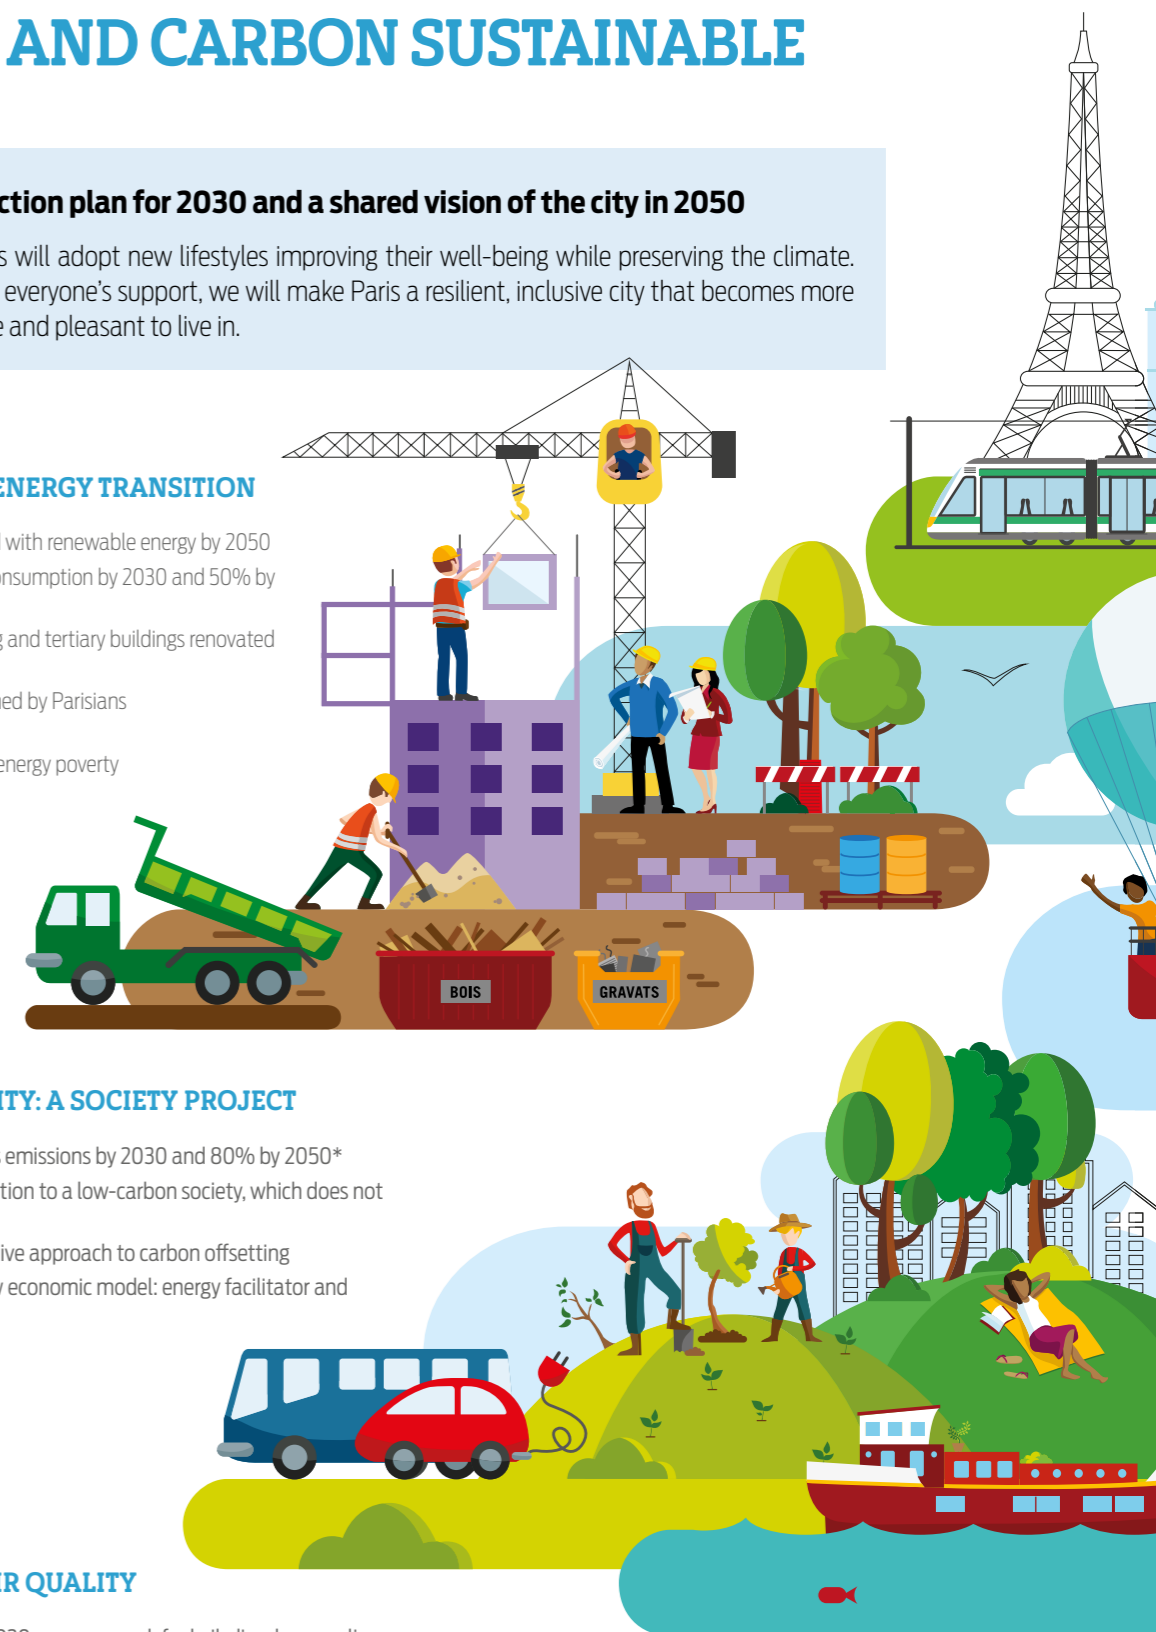 AND CARBON SUSTAINABLE
ction plan for 2030 and a shared vision of the city in 2050
s will adopt new lifestyles improving their well-being while preserving the climate.
everyone's support, we will make Paris a resilient, inclusive city that becomes more
e and pleasant to live in.
ENERGY TRANSITION
with renewable energy by 2050
onsumption by 2030 and 50% by
g and tertiary buildings renovated
ned by Parisians
energy poverty
BOIS
GRAVATS
ITY: A SOCIETY PROJECT
s emissions by 2030 and 80% by 2050*
tion to a low-carbon society, which does not
ive approach to carbon offsetting
y economic model: energy facilitator and
IR QUALITY